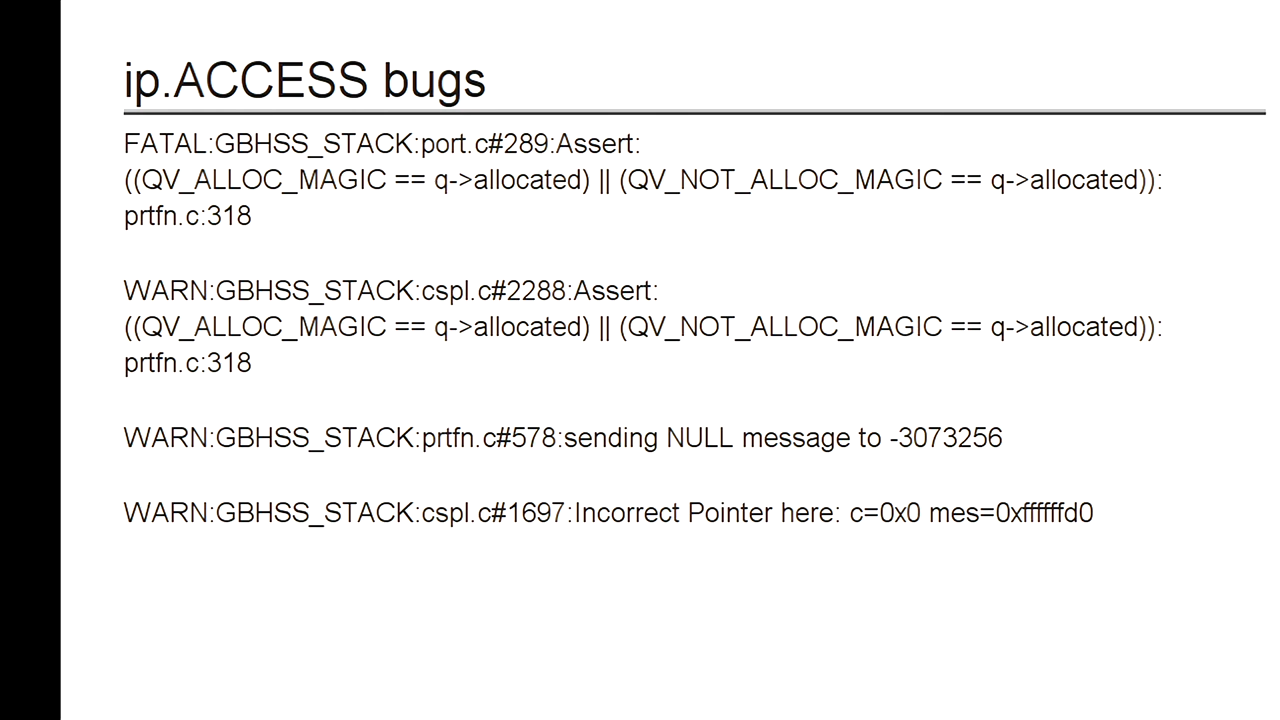 ip.ACCESS bugs
FATAL:GBHSS_STACK:port.c#289:Assert:
((QV_ALLOC_MAGIC == q->allocated) || (QV_NOT_ALLOC_MAGIC == q->allocated)):
prtfn.c:318
WARN:GBHSS_STACK:cspl.c#2288:Assert:
((QV_ALLOC_MAGIC == q->allocated) || (QV_NOT_ALLOC_MAGIC == q->allocated)):
prtfn.c:318
WARN:GBHSS_STACK:prtfn.c#578:sending NULL message to -3073256
WARN:GBHSS_STACK:cspl.c#1697:Incorrect Pointer here: c=0x0 mes=0xffffffd0